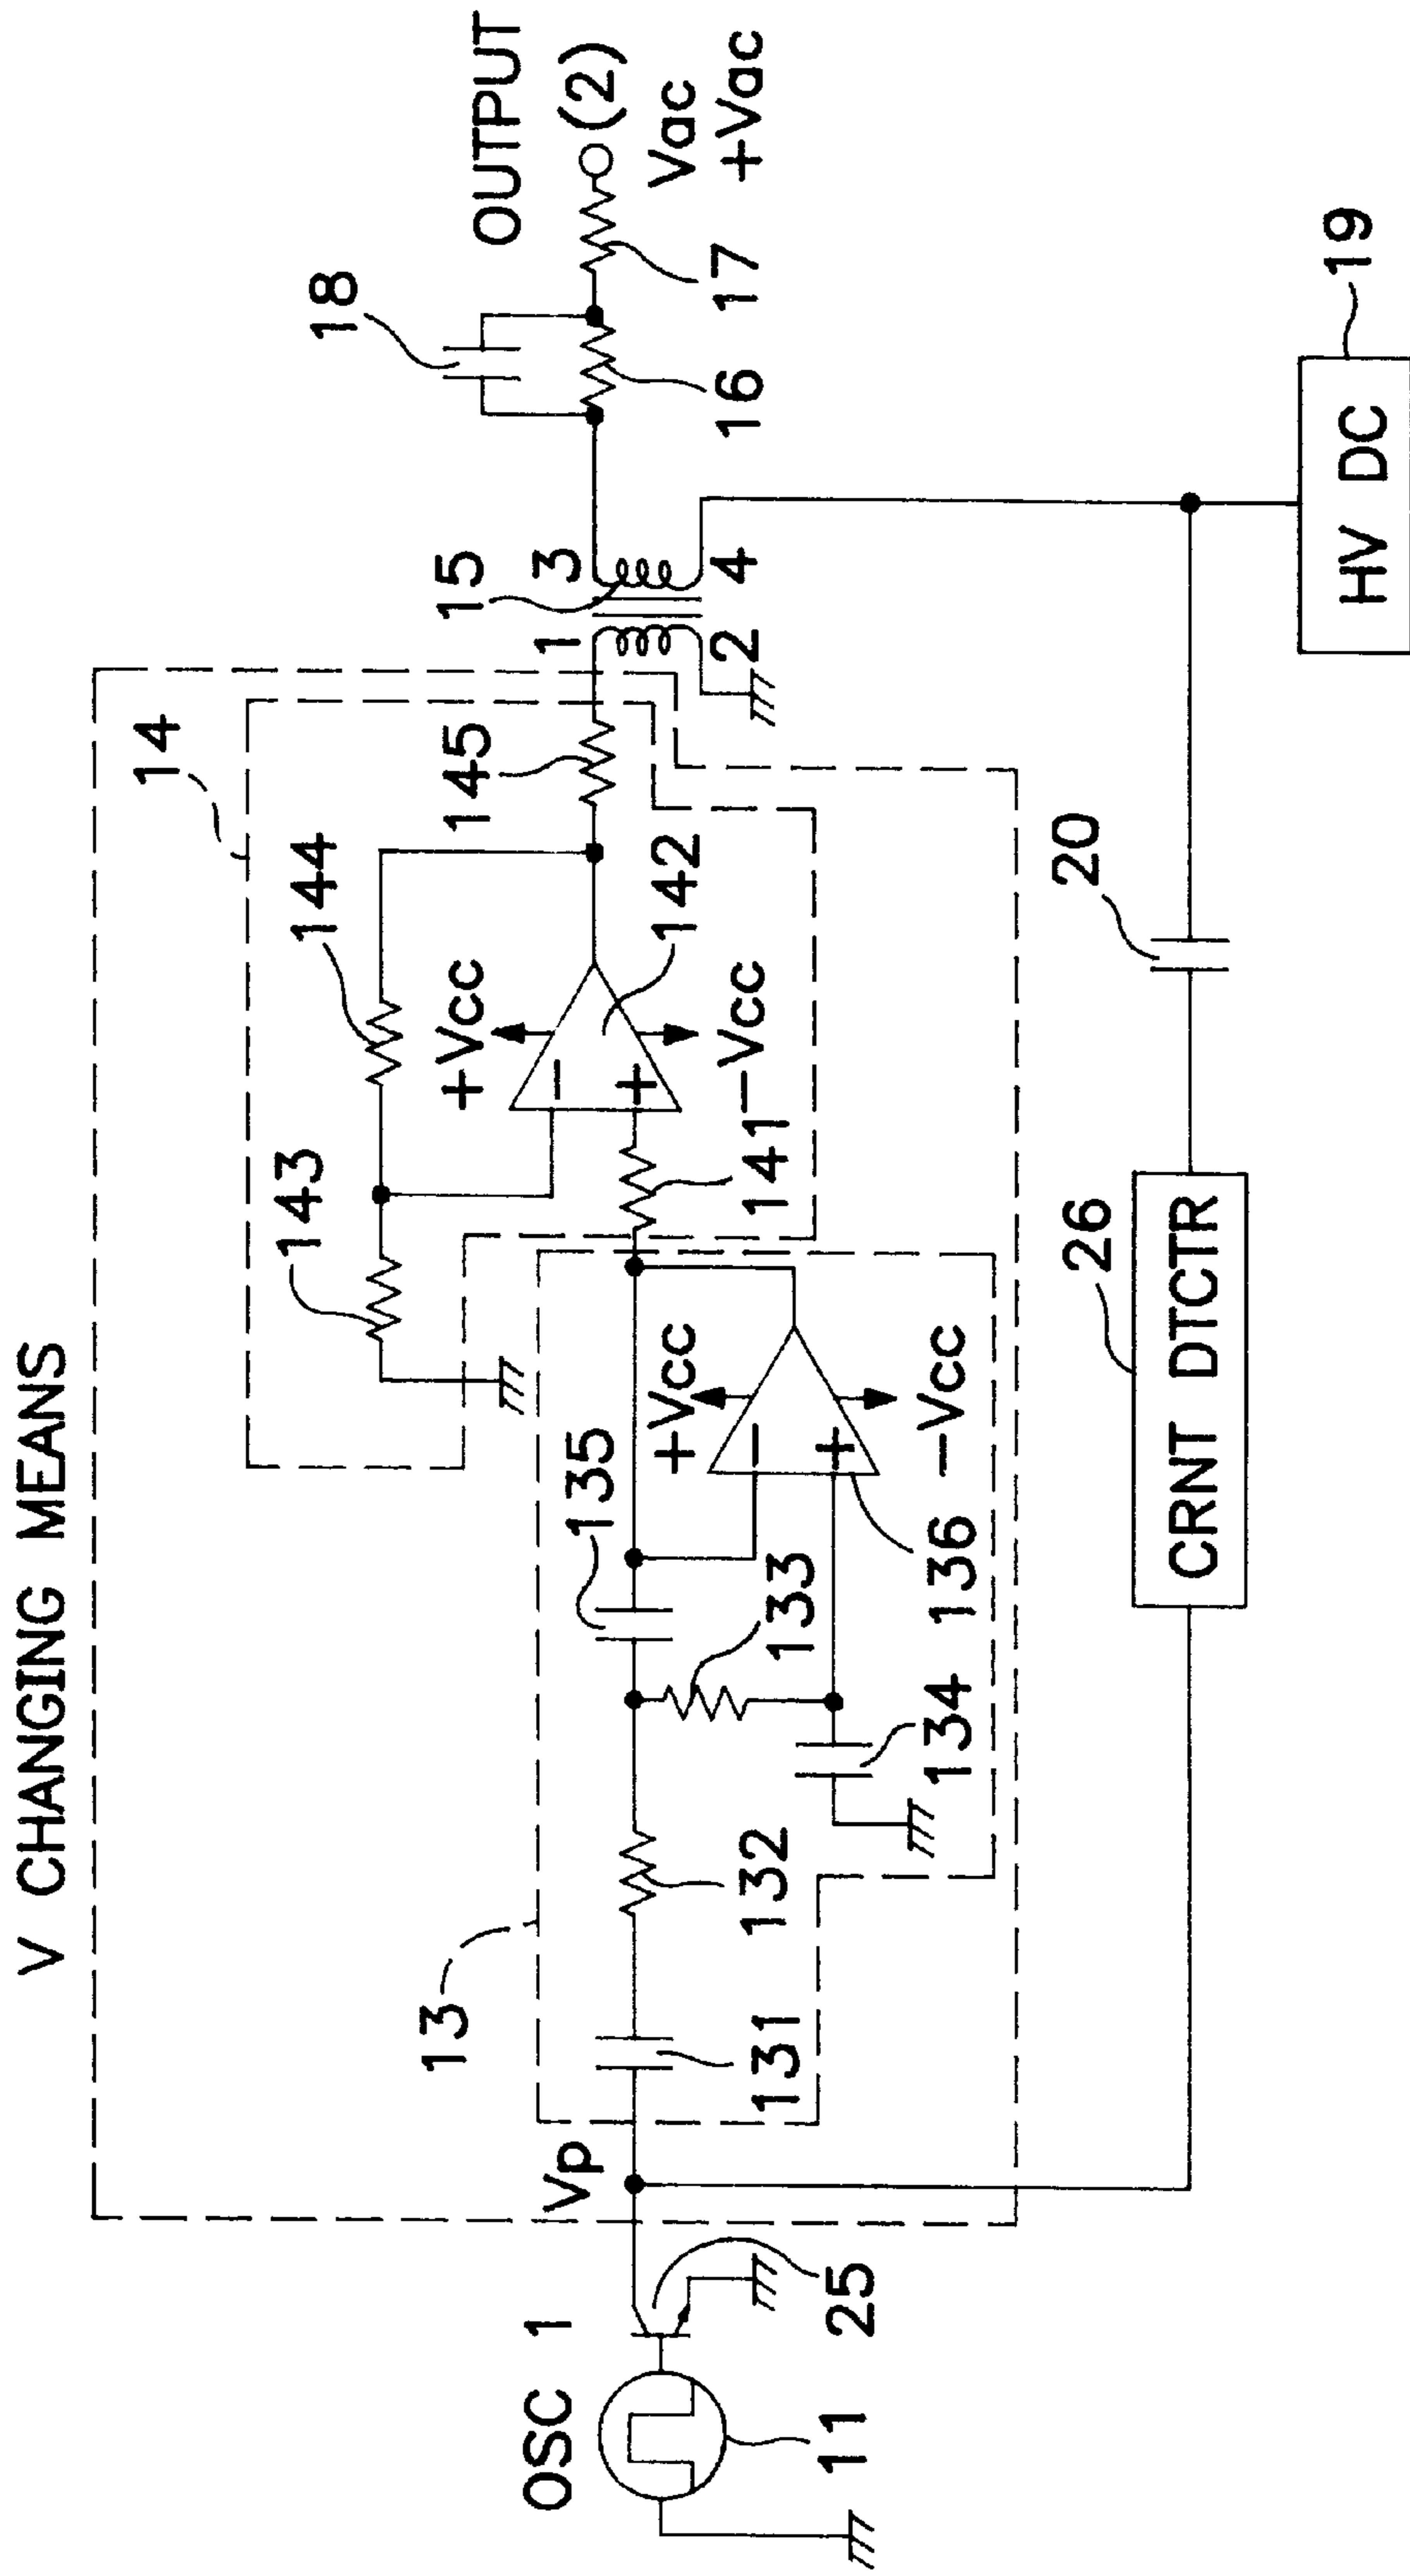 V CHANGING MEANS
14
143
144
+Vcc
142
-Vcc
141
145
15
1
3
2
4
18
OUTPUT
(2)
16
17
Vac
+Vac
13
Vp
131
132
135
133
134
+Vcc
136
-Vcc
OSC 1
11
25
CRNT DTCTR
26
20
HV DC
19